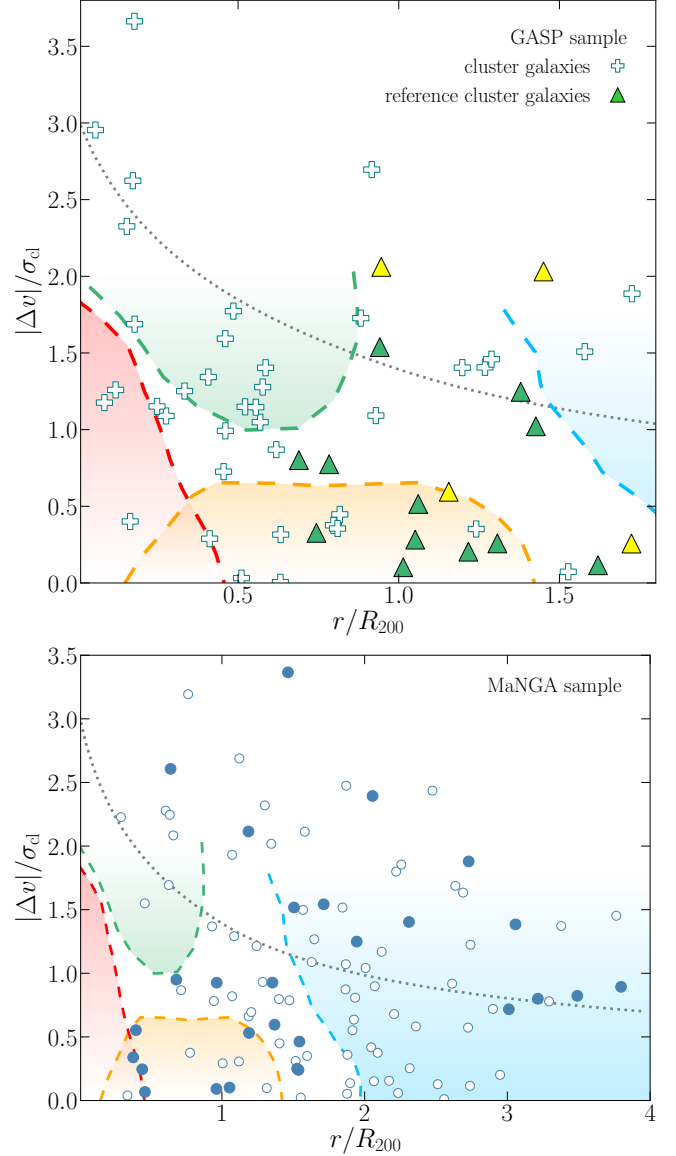 GASP sample
cluster galaxies
reference cluster galaxies
3.5
3.0
2.5
2.0
1.5
1.0
0.5
0.0
|Δv|/σcl
0.5 1.0 1.5
r/R200
MaNGA sample
3.5
3.0
2.5
2.0
1.5
1.0
0.5
0.0
|Δv|/σcl
1 2 3 4
r/R200